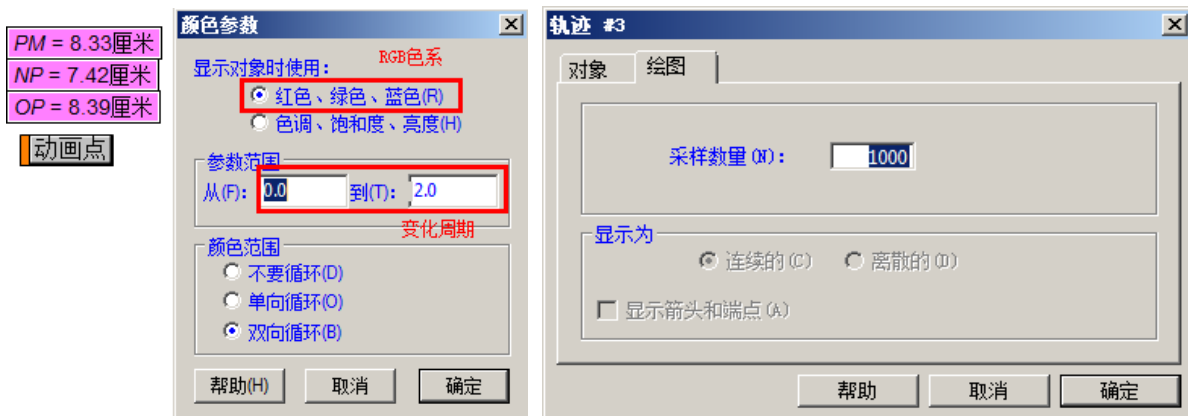 PM = 8.33厘米
NP = 7.42厘米
OP = 8.39厘米
动画点
颜色参数
显示对象时使用:
RGB色系
红色、绿色、蓝色(R)
色调、饱和度、亮度(H)
参数范围
从(F): 0.0 到(T): 2.0
变化周期
颜色范围
不要循环(D)
单向循环(O)
双向循环(B)
帮助(H) 取消 确定
轨迹 #3
对象 绘图
采样数量(N): 1000
显示为
连续的(C) 离散的(D)
显示箭头和端点(A)
帮助 取消 确定